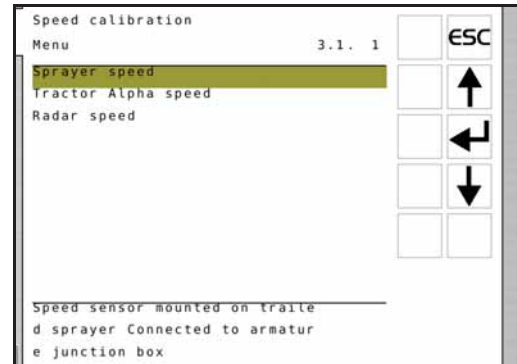 Speed calibration
Menu 3.1. 1
ESC
Sprayer speed
Tractor Alpha speed
Radar speed
Speed sensor mounted on traile
d sprayer Connected to armatur
e junction box